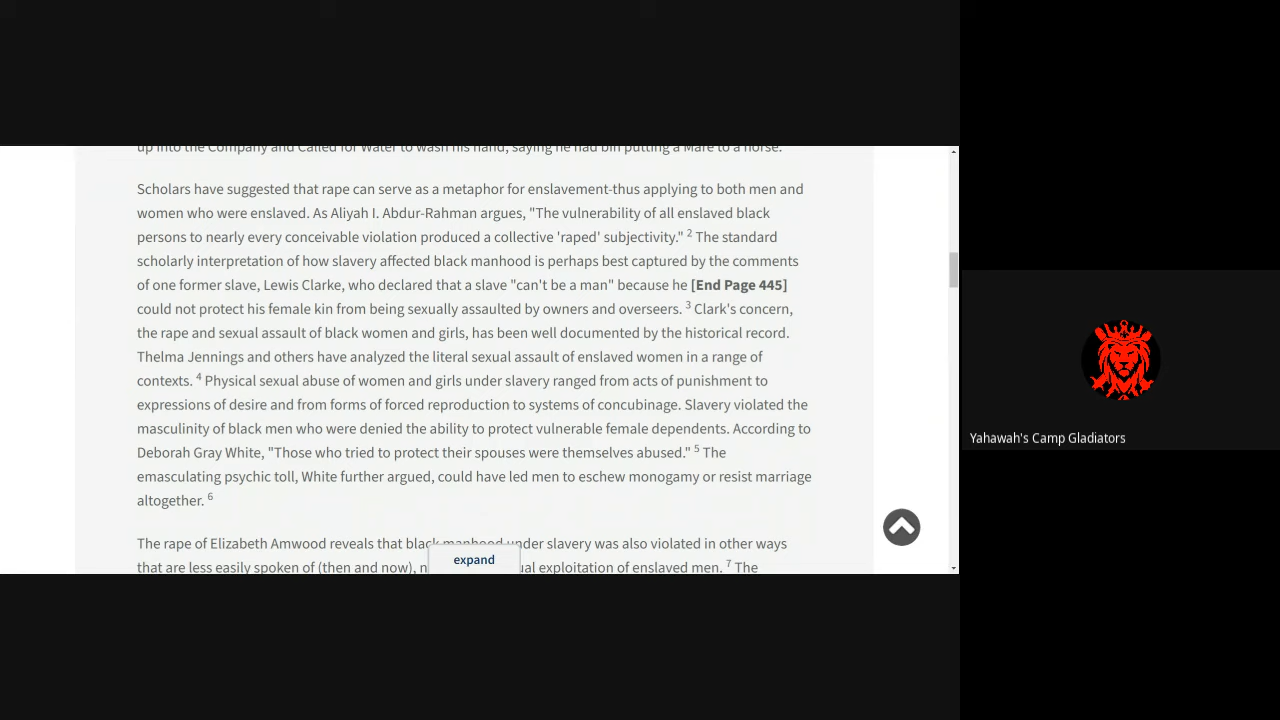 up into the Company and Called for Water to wash his hand, saying he had bin putting a Mare to a horse.
Scholars have suggested that rape can serve as a metaphor for enslavement-thus applying to both men and
women who were enslaved. As Aliyah I. Abdur-Rahman argues, "The vulnerability of all enslaved black
persons to nearly every conceivable violation produced a collective 'raped' subjectivity." 2 The standard
scholarly interpretation of how slavery affected black manhood is perhaps best captured by the comments
of one former slave, Lewis Clarke, who declared that a slave "can't be a man" because he [End Page 445]
could not protect his female kin from being sexually assaulted by owners and overseers. 3 Clark's concern,
the rape and sexual assault of black women and girls, has been well documented by the historical record.
Thelma Jennings and others have analyzed the literal sexual assault of enslaved women in a range of
contexts. 4 Physical sexual abuse of women and girls under slavery ranged from acts of punishment to
expressions of desire and from forms of forced reproduction to systems of concubinage. Slavery violated the
masculinity of black men who were denied the ability to protect vulnerable female dependents. According to
Deborah Gray White, "Those who tried to protect their spouses were themselves abused." 5 The
emasculating psychic toll, White further argued, could have led men to eschew monogamy or resist marriage
altogether. 6
The rape of Elizabeth Amwood reveals that black manhood under slavery was also violated in other ways
that are less easily spoken of (then and now), exploitation of enslaved men. 7 The
expand
Yahawah's Camp Gladiators